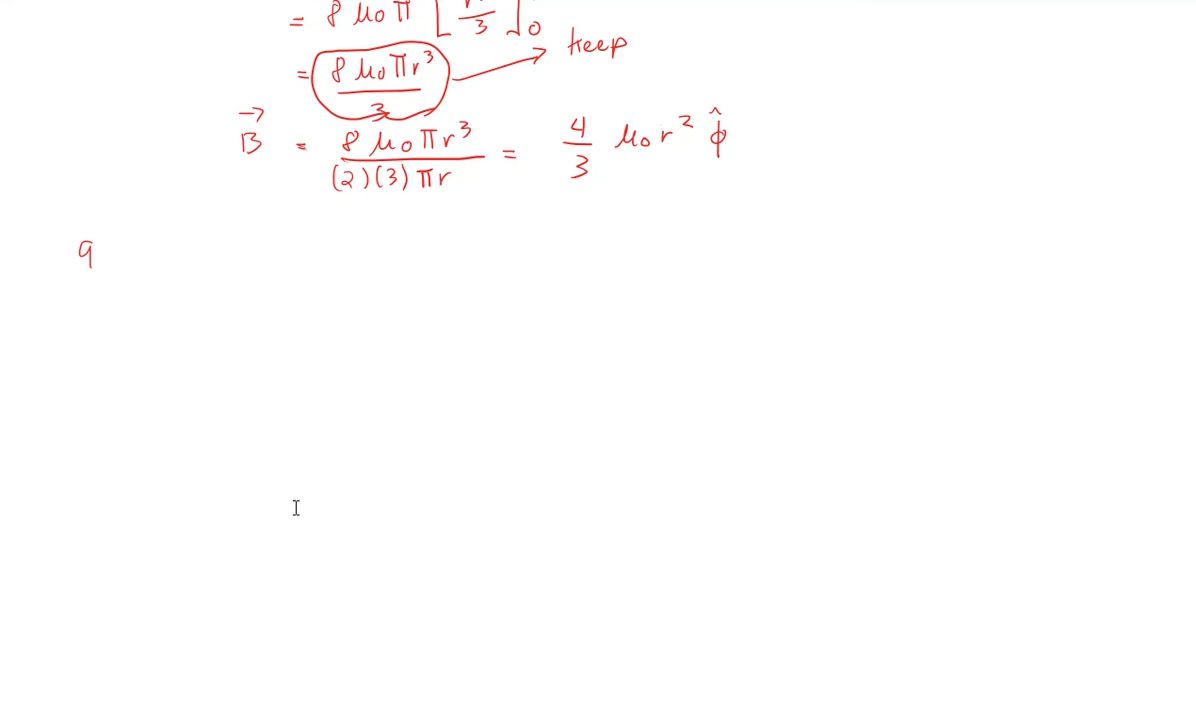 = 8 μ₀ π [ r³/3 ]₀
= 8 μ₀ π r³ / 3 → keep
B⃗ = 8 μ₀ π r³ / (2)(3) π r = 4/3 μ₀ r² φ̂
9